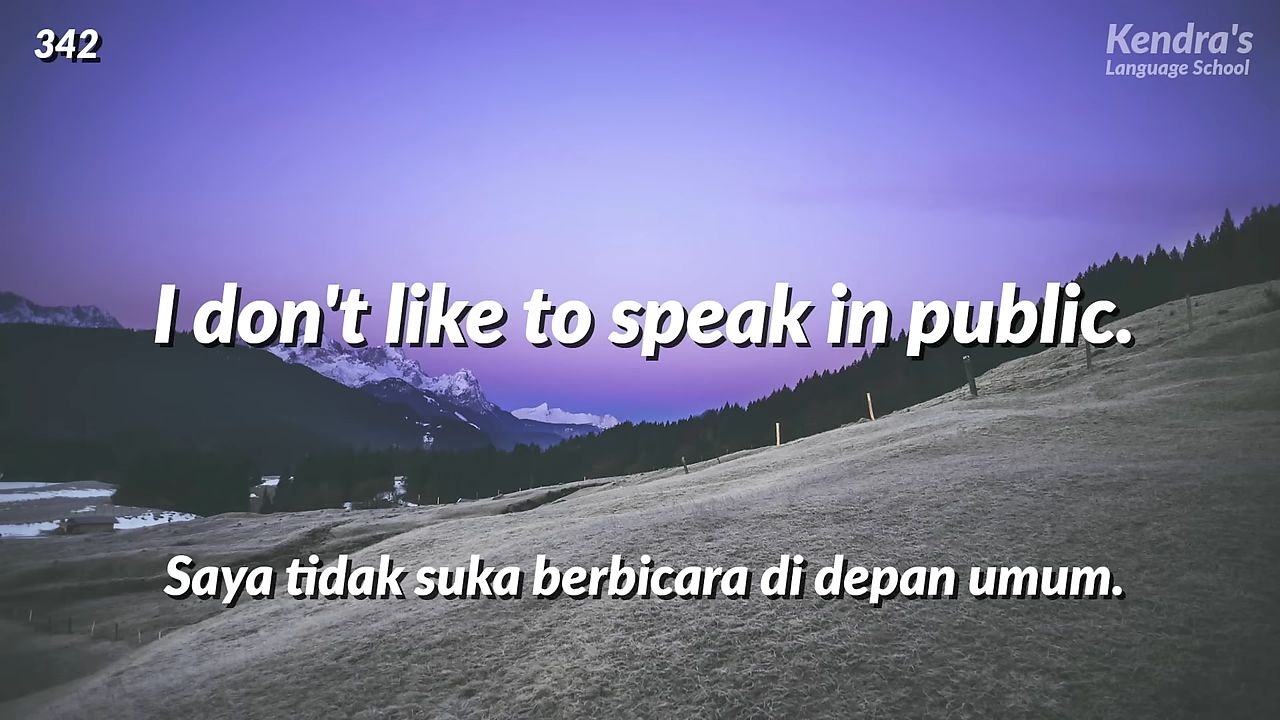 342
Kendra's
Language School
I don't like to speak in public.
Saya tidak suka berbicara di depan umum.